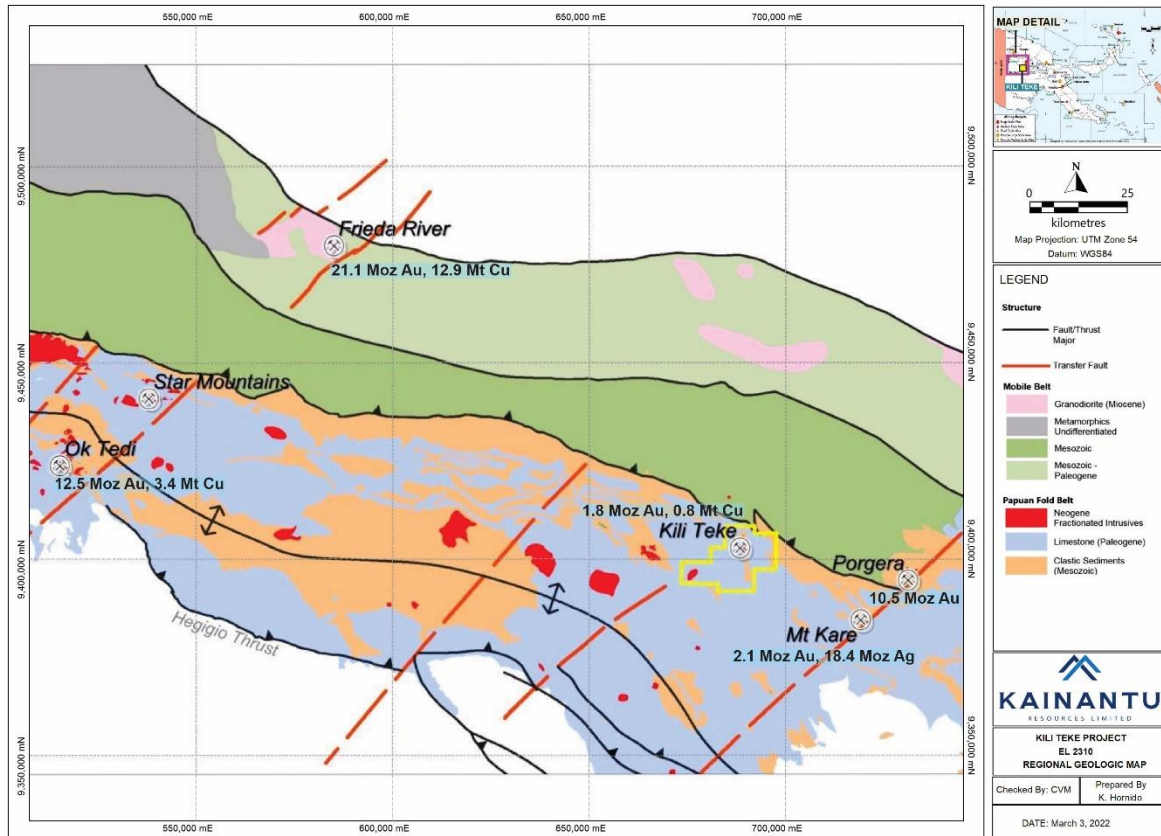 550,000 mE
600,000 mE
650,000 mE
700,000 mE
9,500,000 mN
9,500,000 mN
Frieda River
21.1 Moz Au, 12.9 Mt Cu
9,450,000 mN
9,450,000 mN
Star Mountains
Ok Tedi
12.5 Moz Au, 3.4 Mt Cu
1.8 Moz Au, 0.8 Mt Cu
Kili Teke
9,400,000 mN
9,400,000 mN
Porgera
10.5 Moz Au
Mt Kare
2.1 Moz Au, 18.4 Moz Ag
Hegigio Thrust
9,350,000 mN
9,350,000 mN
550,000 mE
600,000 mE
650,000 mE
700,000 mE
MAP DETAIL
KILI TEKE
N
0
25
kilometres
Map Projection: UTM Zone 54
Datum: WGS84
LEGEND
Structure
Fault/Thrust
Major
Transfer Fault
Mobile Belt
Granodiorite (Miocene)
Metamorphics
Undifferentiated
Mesozoic
Mesozoic -
Paleogene
Papuan Fold Belt
Neogene
Fractionated Intrusives
Limestone (Paleogene)
Clastic Sediments
(Mesozoic)
KAINANTU
RESOURCES LIMITED
KILI TEKE PROJECT
EL 2310
REGIONAL GEOLOGIC MAP
Checked By: CVM
Prepared By
K. Hornido
DATE: March 3, 2022